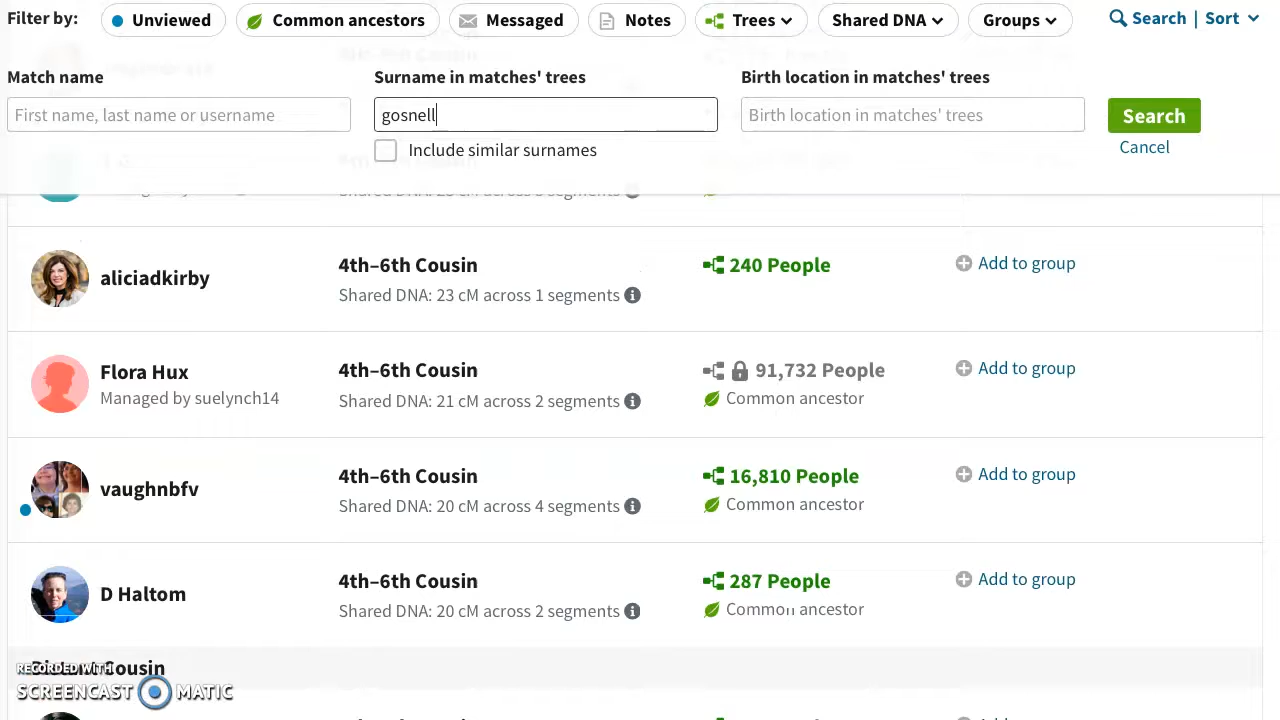 Filter by: Unviewed Common ancestors Messaged Notes Trees Shared DNA Groups Search | Sort
Match name Surname in matches' trees Birth location in matches' trees
First name, last name or username gosnell Birth location in matches' trees Search
Include similar surnames Cancel
aliciadkirby 4th–6th Cousin 240 People Add to group
Shared DNA: 23 cM across 1 segments
Flora Hux 4th–6th Cousin 91,732 People Add to group
Managed by suelynch14 Shared DNA: 21 cM across 2 segments Common ancestor
vaughnbfv 4th–6th Cousin 16,810 People Add to group
Shared DNA: 20 cM across 4 segments Common ancestor
D Haltom 4th–6th Cousin 287 People Add to group
Shared DNA: 20 cM across 2 segments Common ancestor
Distant Cousin
RECORDED WITH
SCREENCAST MATIC